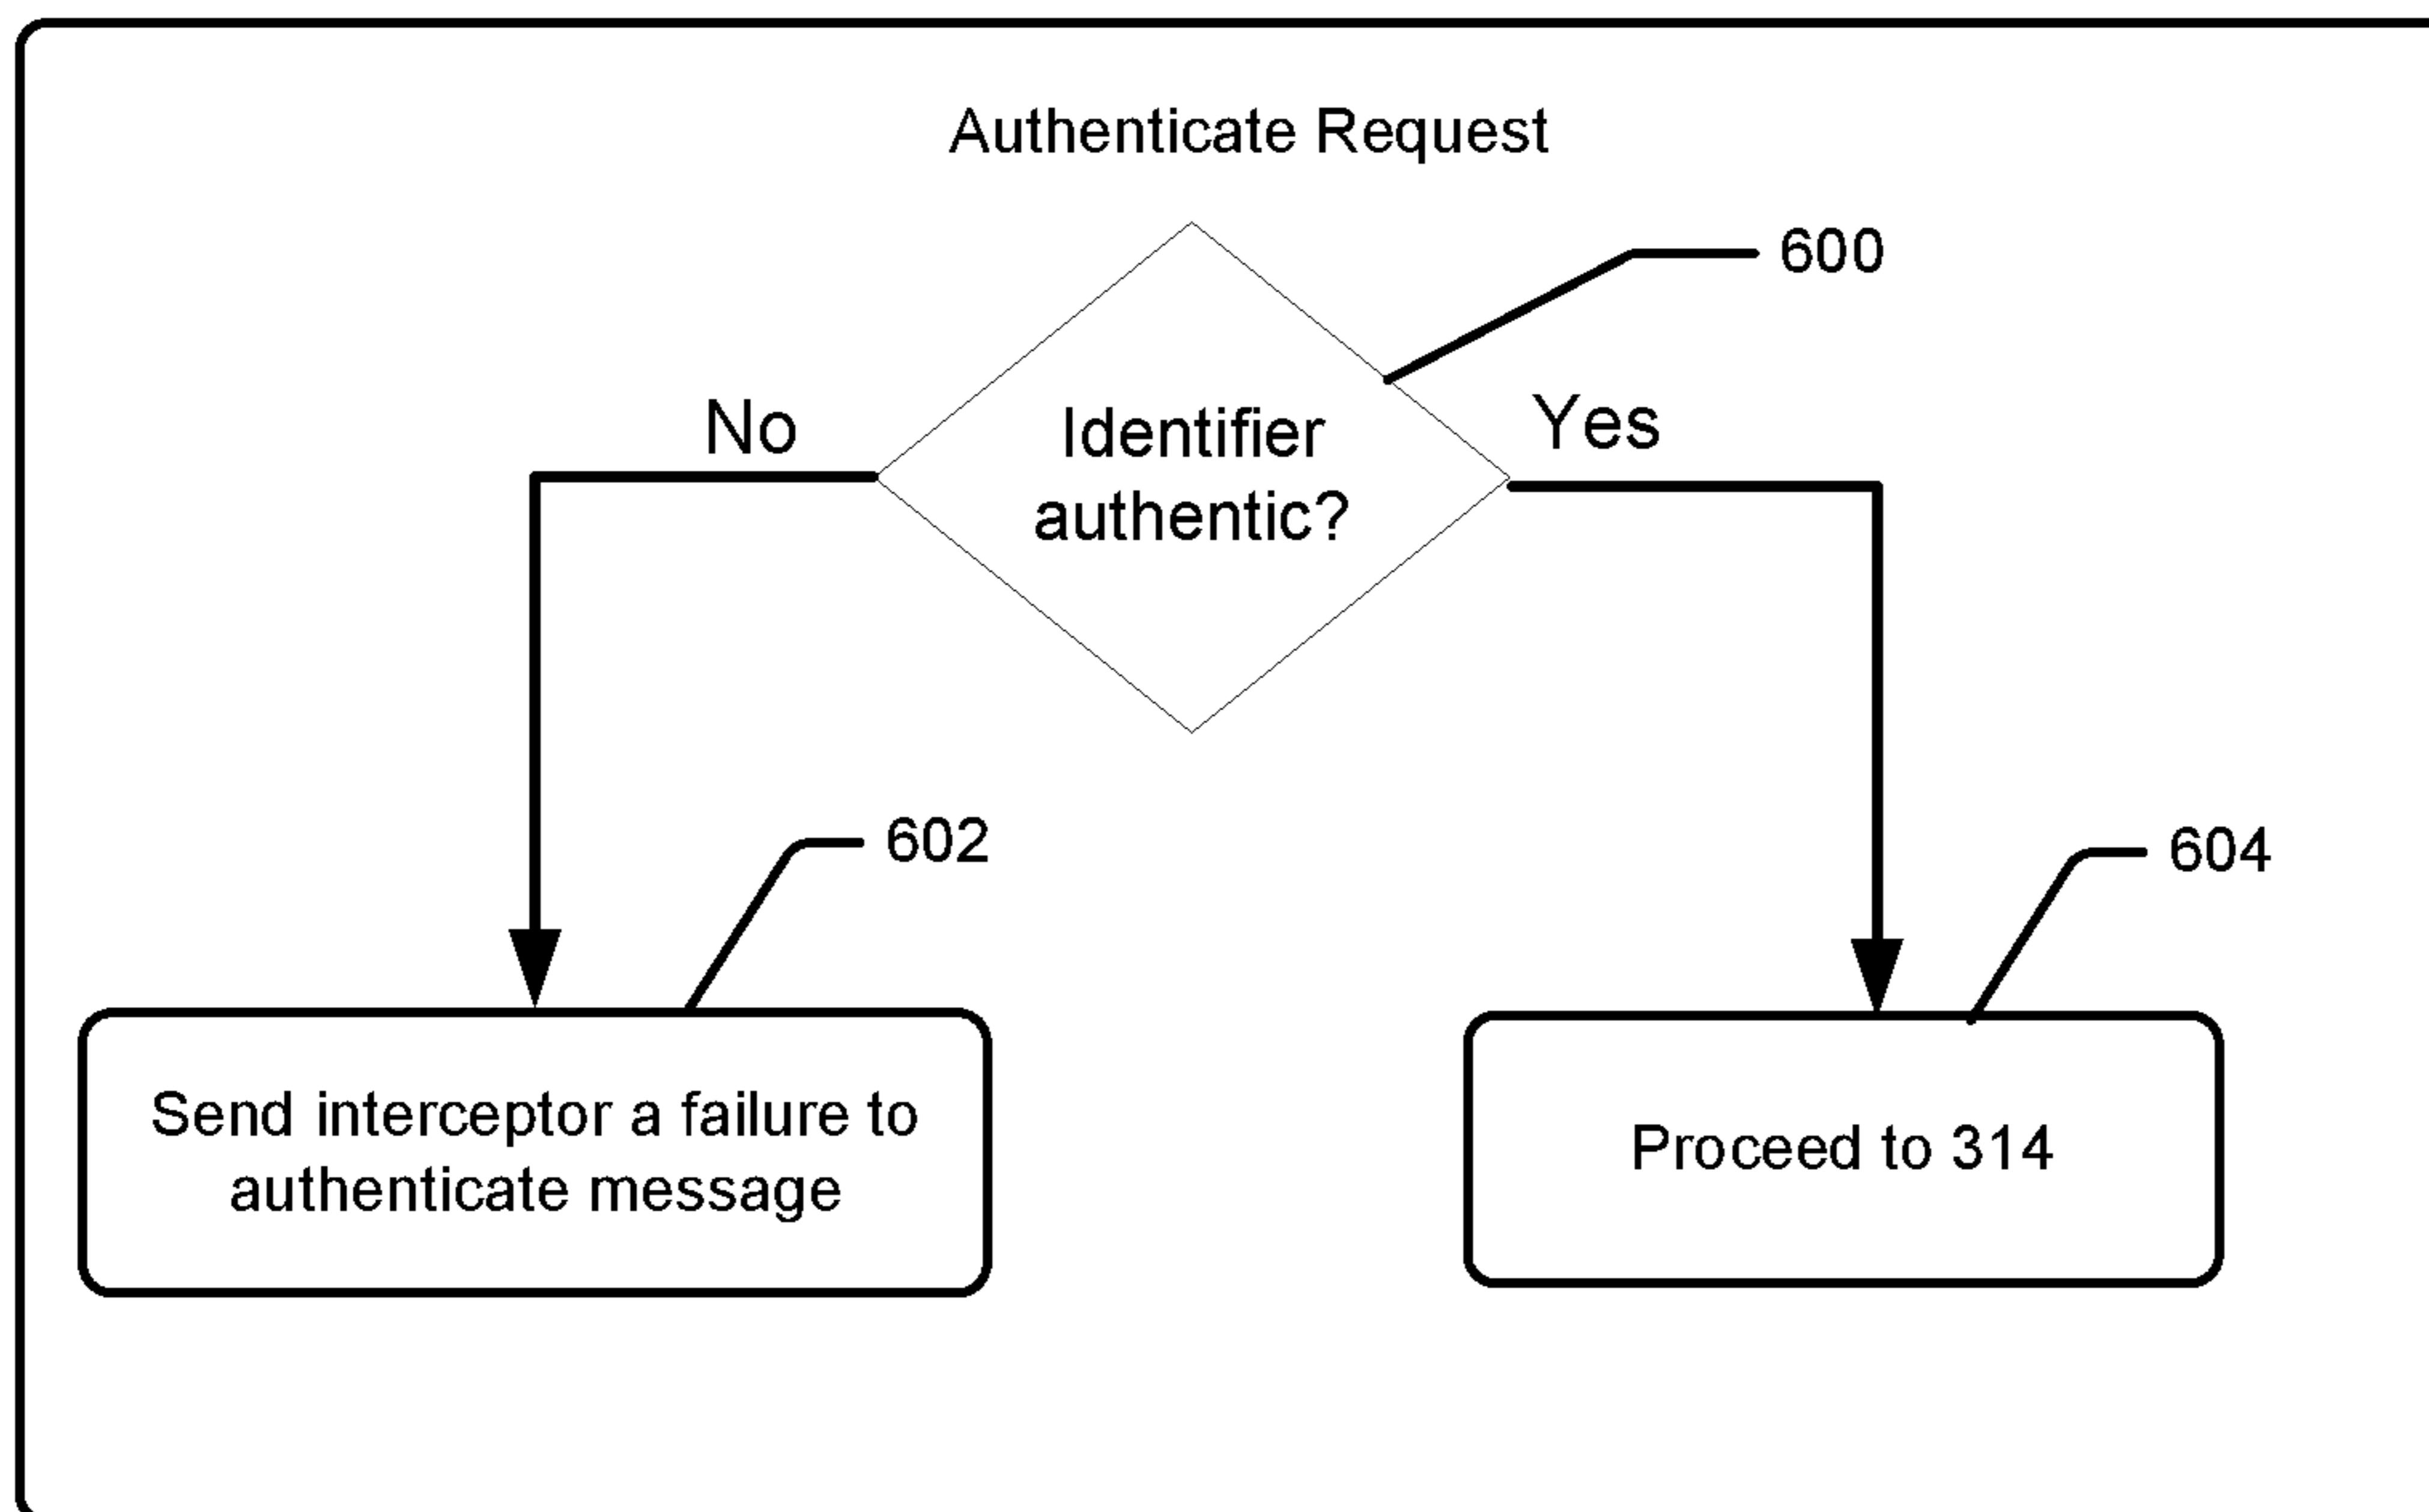 Authenticate Request
600
No
Yes
Identifier
authentic?
602
604
Send interceptor a failure to
authenticate message
Proceed to 314